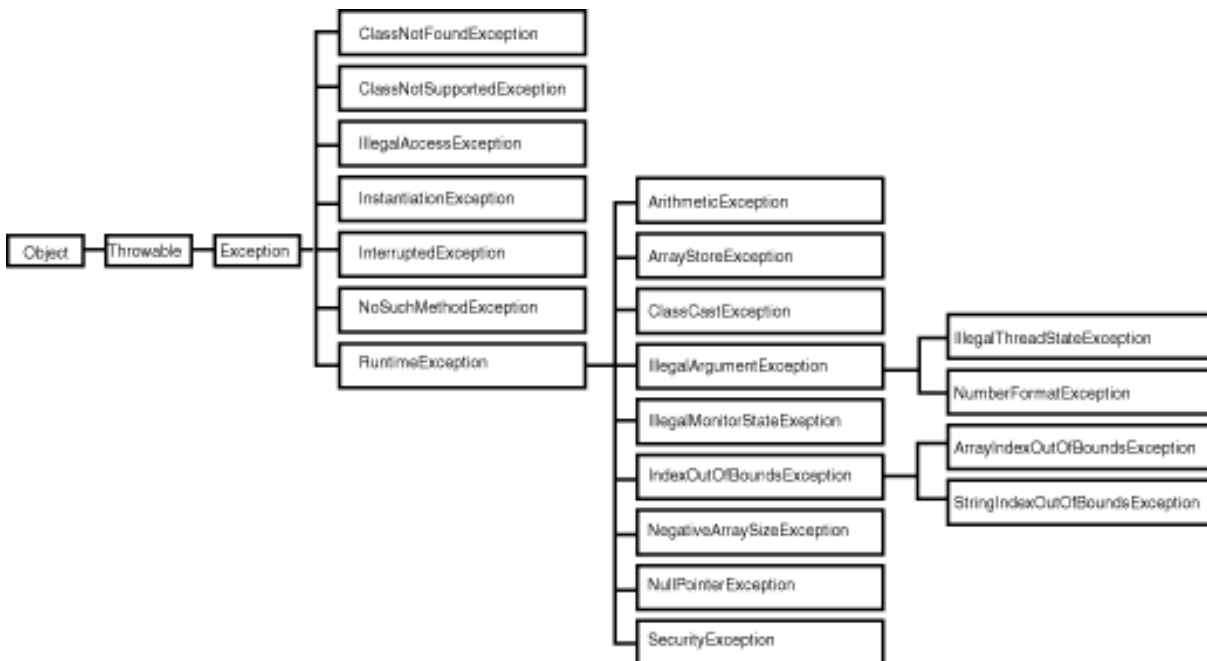 Object
Throwable
Exception
ClassNotFoundException
ClassNotSupportedException
IllegalAccessException
InstantiationException
InterruptedException
NoSuchMethodException
RuntimeException
ArithmeticException
ArrayStoreException
ClassCastException
IllegalArgumentException
IllegalMonitorStateExeption
IndexOutOfBoundsException
NegativeArraySizeException
NullPointerException
SecurityException
IllegalThreadStateException
NumberFormatException
ArrayIndexOutOfBoundsException
StringIndexOutOfBoundsException